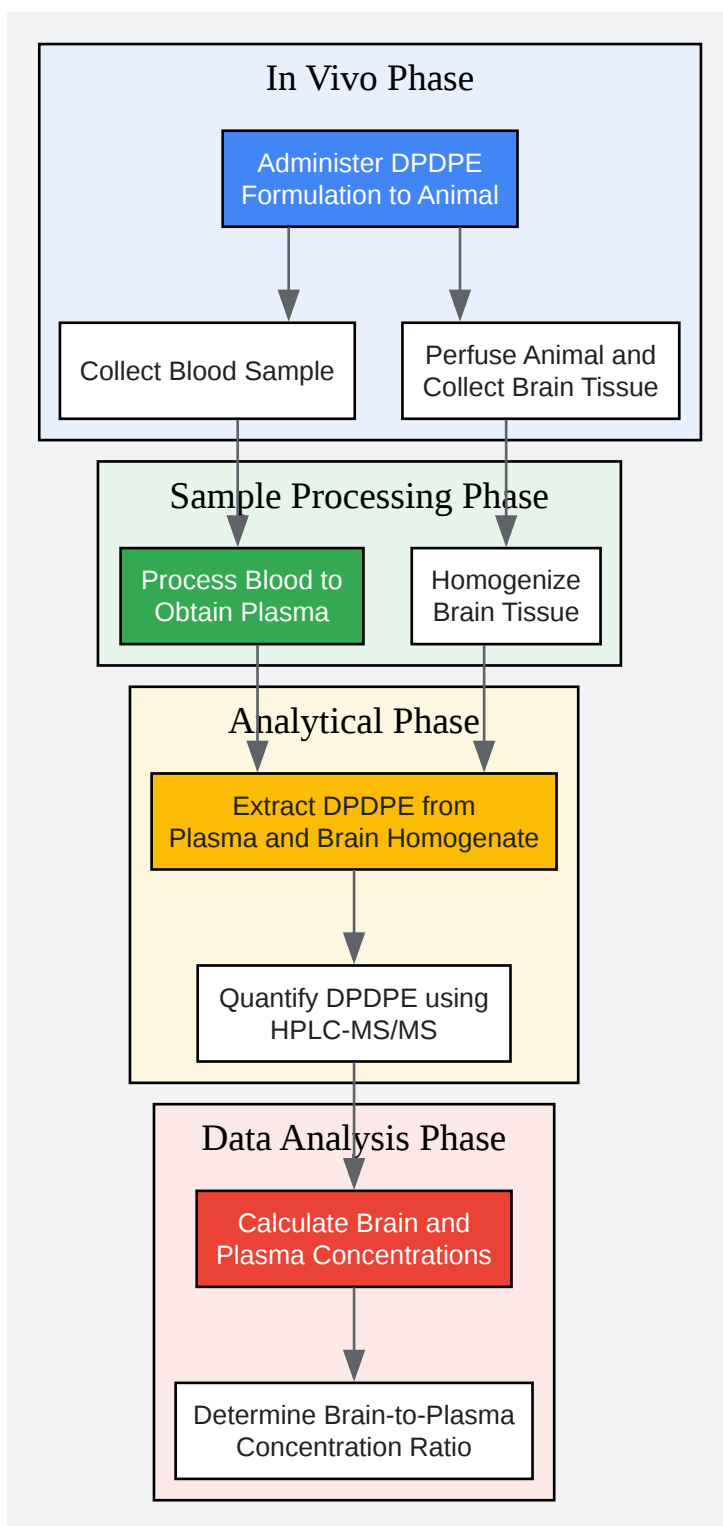 In Vivo Phase
Administer DPDPE
Formulation to Animal
Collect Blood Sample
Perfuse Animal and
Collect Brain Tissue
Sample Processing Phase
Process Blood to
Obtain Plasma
Homogenize
Brain Tissue
Analytical Phase
Extract DPDPE from
Plasma and Brain Homogenate
Quantify DPDPE using
HPLC-MS/MS
Data Analysis Phase
Calculate Brain and
Plasma Concentrations
Determine Brain-to-Plasma
Concentration Ratio